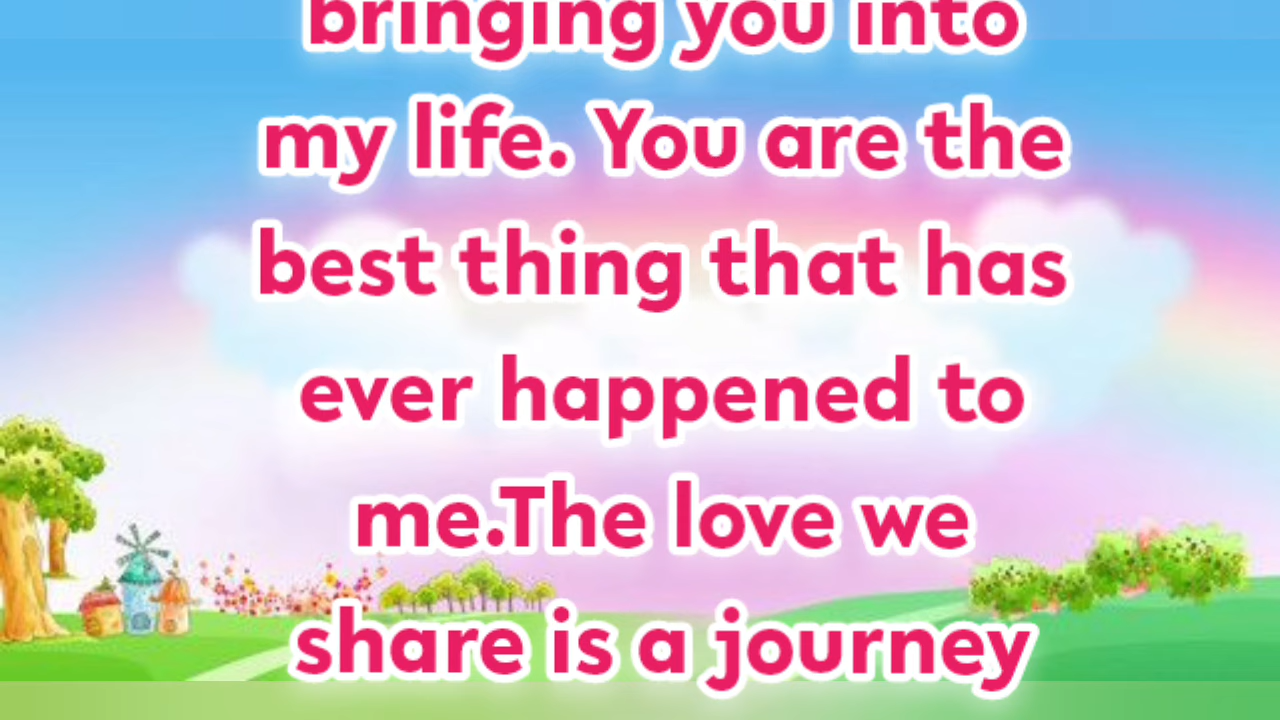 bringing you into
my life. You are the
best thing that has
ever happened to
me.The love we
share is a journey